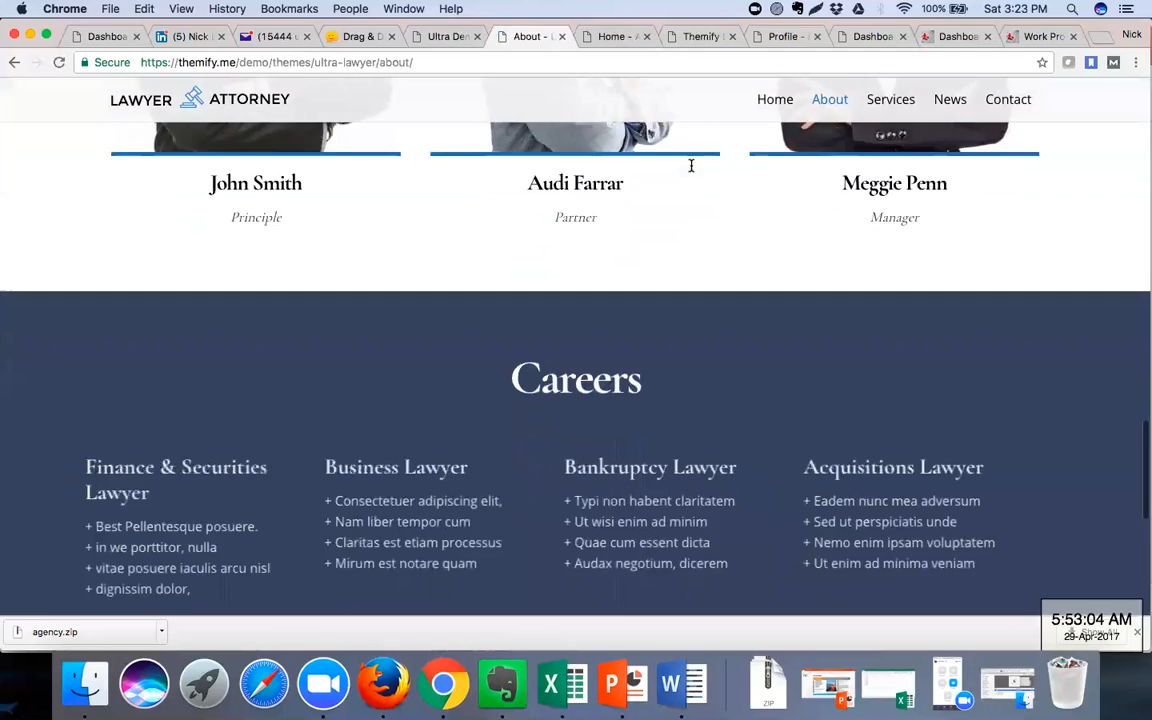 Chrome File Edit View History Bookmarks People Window Help 100% Sat 3:23 PM
Dashboa (5) Nick (15444 u Drag & D Ultra Den About - L Home - A Themify Profile - Dashboa Dashboa Work Pro Nick
Secure https://themify.me/demo/themes/ultra-lawyer/about/
LAWYER ATTORNEY Home About Services News Contact
John Smith Audi Farrar Meggie Penn
Principle Partner Manager
Careers
Finance & Securities Lawyer
+ Best Pellentesque posuere.
+ in we porttitor, nulla
+ vitae posuere iaculis arcu nisl
+ dignissim dolor,
Business Lawyer
+ Consectetuer adipiscing elit,
+ Nam liber tempor cum
+ Claritas est etiam processus
+ Mirum est notare quam
Bankruptcy Lawyer
+ Typi non habent claritatem
+ Ut wisi enim ad minim
+ Quae cum essent dicta
+ Audax negotium, dicerem
Acquisitions Lawyer
+ Eadem nunc mea adversum
+ Sed ut perspiciatis unde
+ Nemo enim ipsam voluptatem
+ Ut enim ad minima veniam
agency.zip
5:53:04 AM
Show All
29-Apr-2017
ZIP